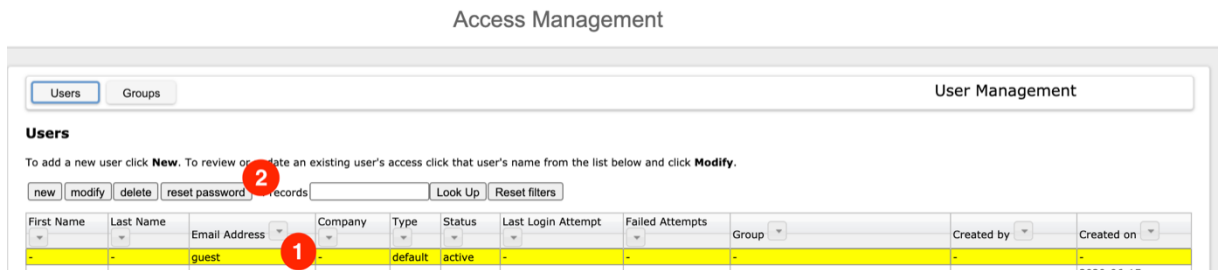 Access Management
Users Groups User Management
Users
To add a new user click New. To review or update an existing user's access click that user's name from the list below and click Modify.
2
new modify delete reset password records Look Up Reset filters
First Name Last Name Email Address Company Type Status Last Login Attempt Failed Attempts Group Created by Created on
- - guest 1 - default active - - - - -